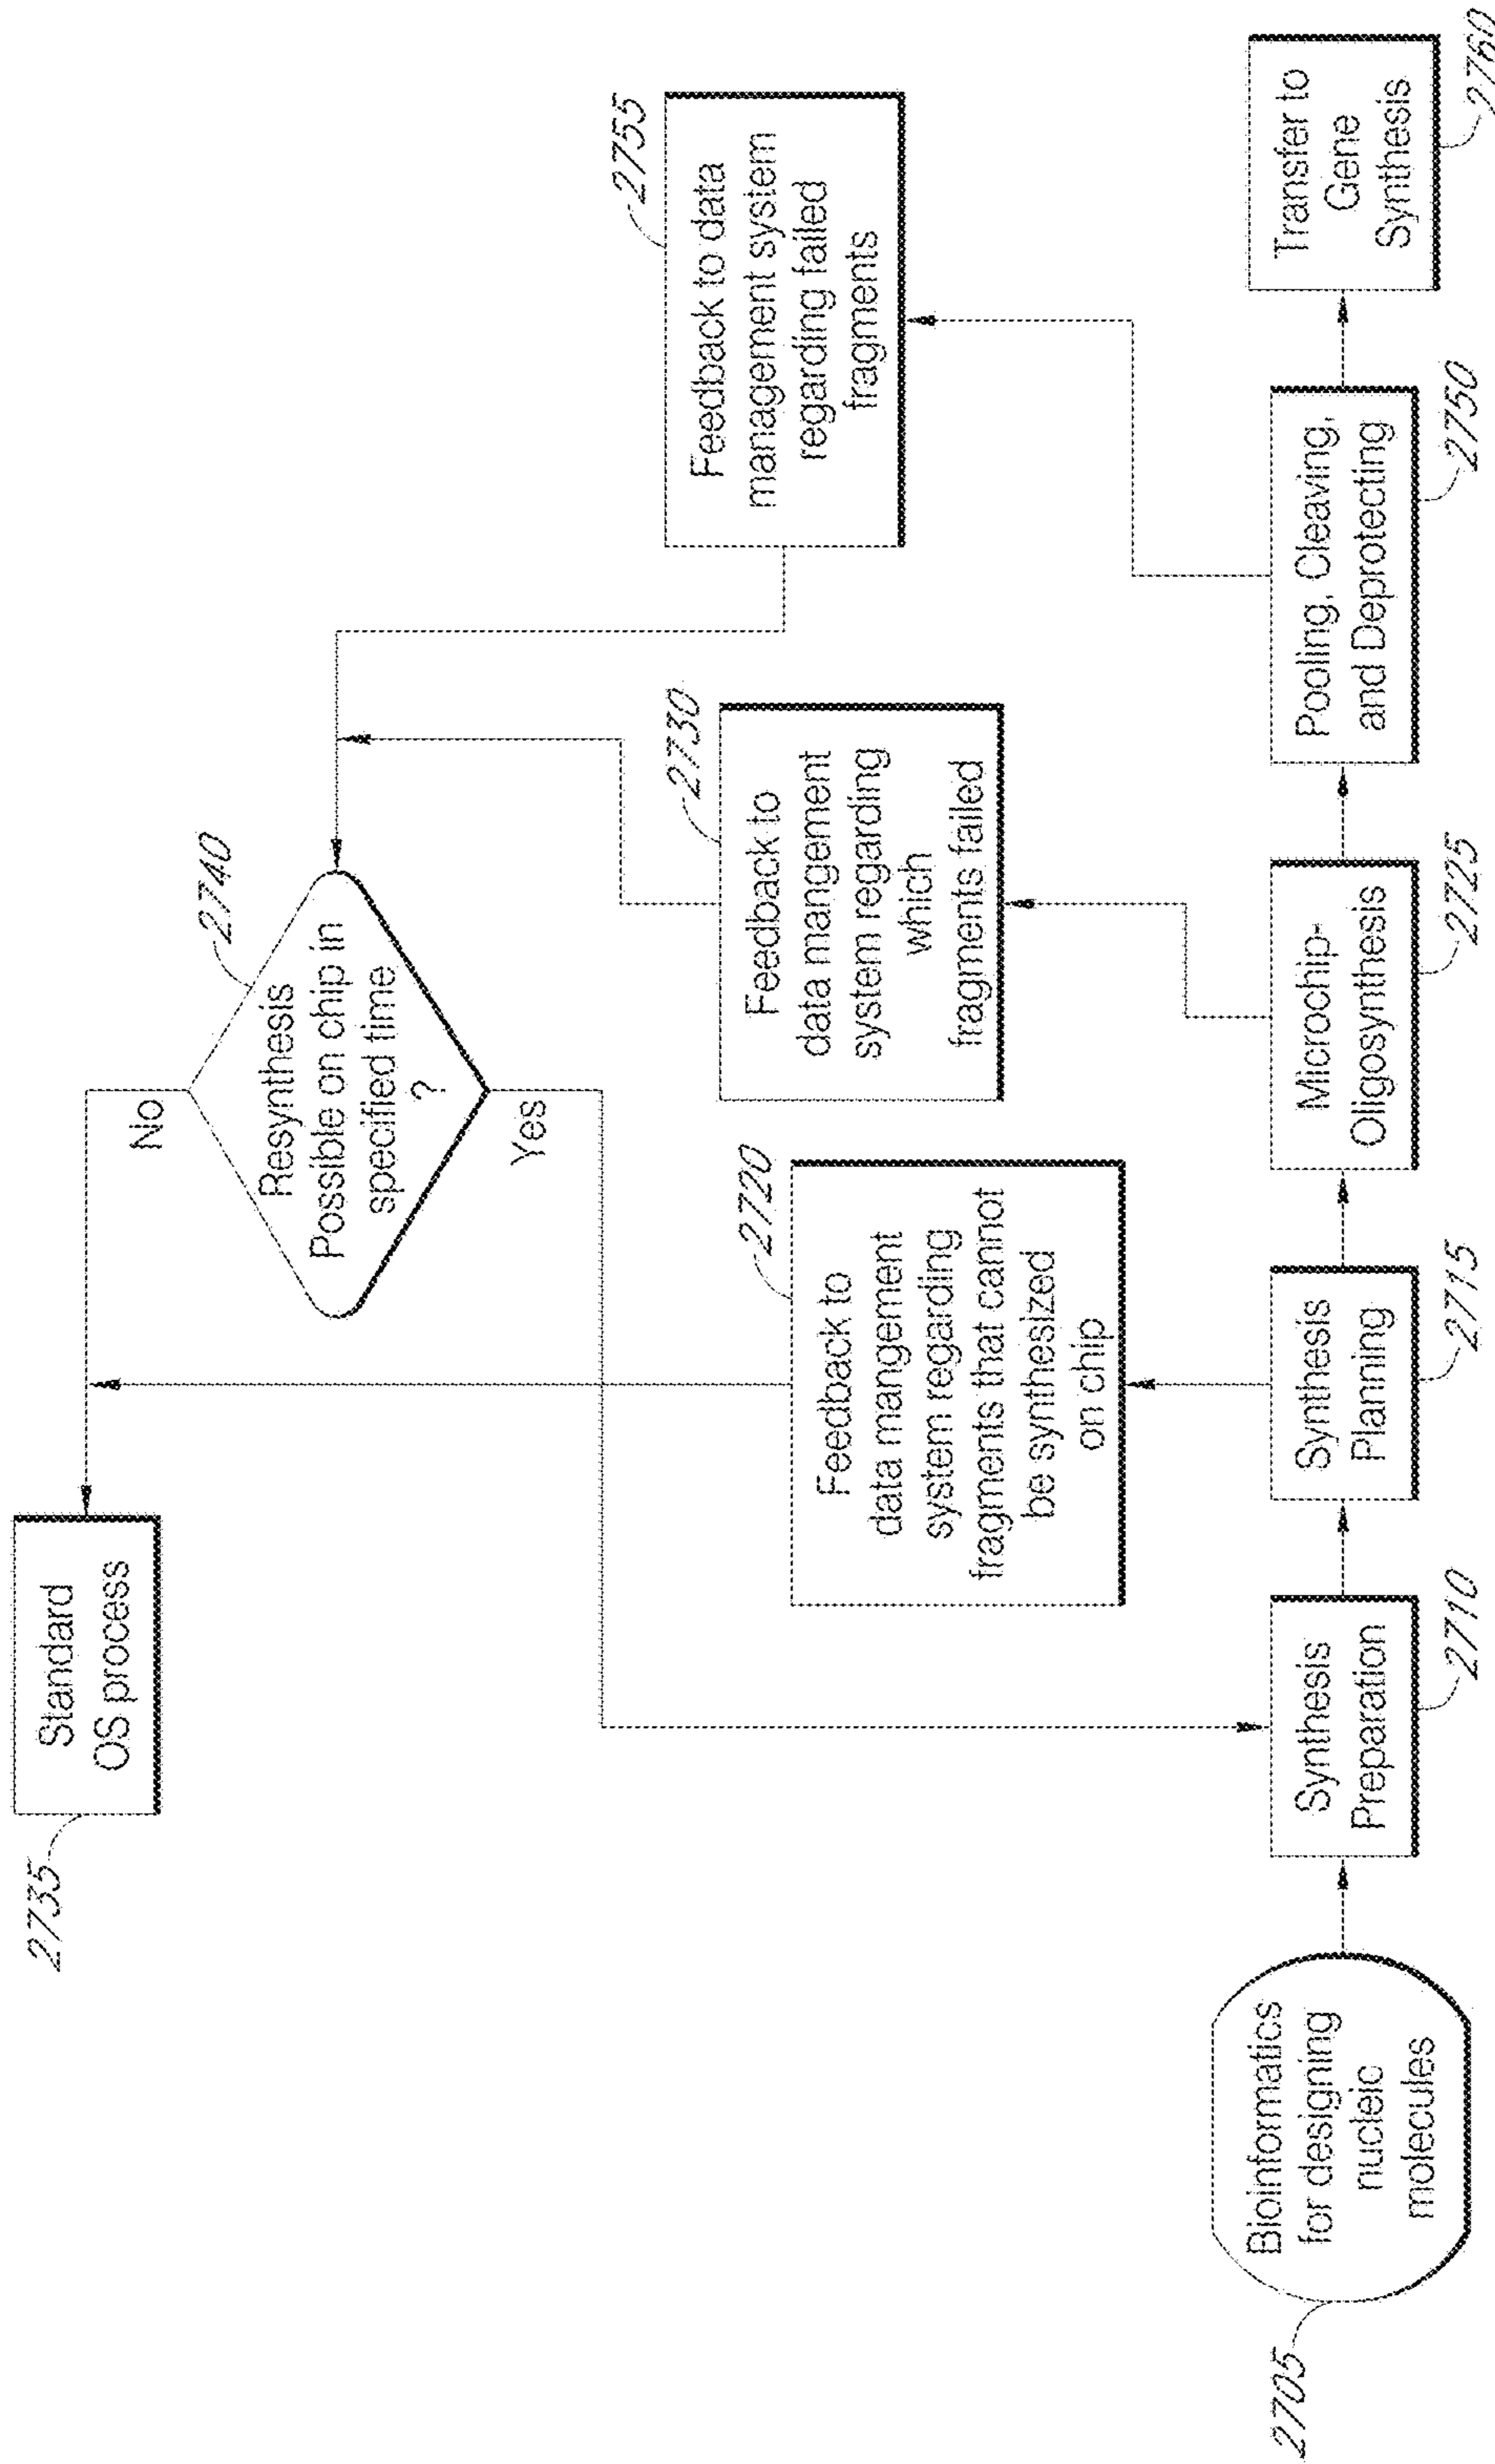 2735
Standard
OS process
No
2740
Resynthesis
Possible on chip in
specified time
?
Yes
2720
Feedback to
data mangement
system regarding
fragments that cannot
be synthesized
on chip
2730
Feedback to
data mangement
system regarding
which
fragments failed
2755
Feedback to data
management system
regarding failed
fragments
2705
Bioinformatics
for designing
nucleic
molecules
Synthesis
Preparation
2710
Synthesis
Planning
2715
Microchip-
Oligosynthesis
2725
Pooling, Cleaving,
and Deprotecting
2750
Transfer to
Gene
Synthesis
2760